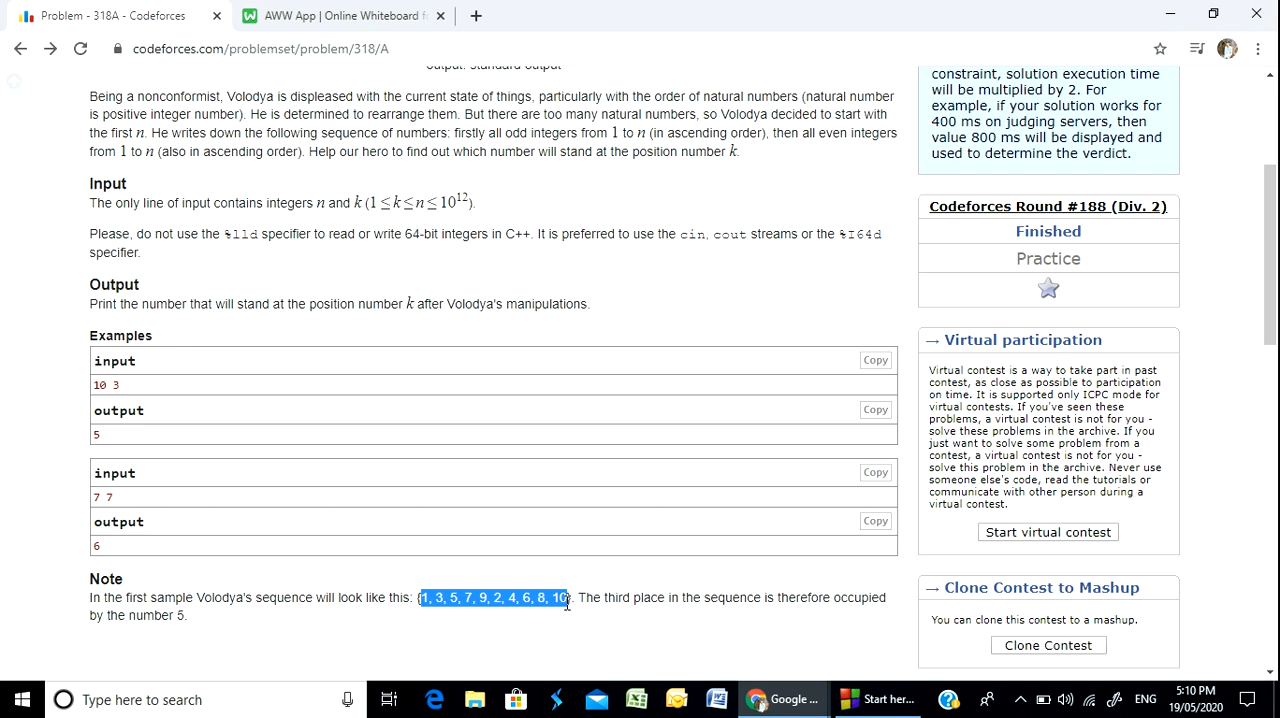 Problem - 318A - Codeforces
AWW App | Online Whiteboard f
codeforces.com/problemset/problem/318/A
output: standard output
Being a nonconformist, Volodya is displeased with the current state of things, particularly with the order of natural numbers (natural number
is positive integer number). He is determined to rearrange them. But there are too many natural numbers, so Volodya decided to start with
the first n. He writes down the following sequence of numbers: firstly all odd integers from 1 to n (in ascending order), then all even integers
from 1 to n (also in ascending order). Help our hero to find out which number will stand at the position number k.
Input
The only line of input contains integers n and k (1 ≤ k ≤ n ≤ 10^12).
Please, do not use the %lld specifier to read or write 64-bit integers in C++. It is preferred to use the cin, cout streams or the %I64d
specifier.
Output
Print the number that will stand at the position number k after Volodya's manipulations.
Examples
input
Copy
10 3
output
Copy
5
input
Copy
7 7
output
Copy
6
Note
In the first sample Volodya's sequence will look like this: {1, 3, 5, 7, 9, 2, 4, 6, 8, 10}. The third place in the sequence is therefore occupied
by the number 5.
constraint, solution execution time
will be multiplied by 2. For
example, if your solution works for
400 ms on judging servers, then
value 800 ms will be displayed and
used to determine the verdict.
Codeforces Round #188 (Div. 2)
Finished
Practice
→ Virtual participation
Virtual contest is a way to take part in past
contest, as close as possible to participation
on time. It is supported only ICPC mode for
virtual contests. If you've seen these
problems, a virtual contest is not for you -
solve these problems in the archive. If you
just want to solve some problem from a
contest, a virtual contest is not for you -
solve this problem in the archive. Never use
someone else's code, read the tutorials or
communicate with other person during a
virtual contest.
Start virtual contest
→ Clone Contest to Mashup
You can clone this contest to a mashup.
Clone Contest
Type here to search
Google ...
Start her...
ENG
5:10 PM
19/05/2020